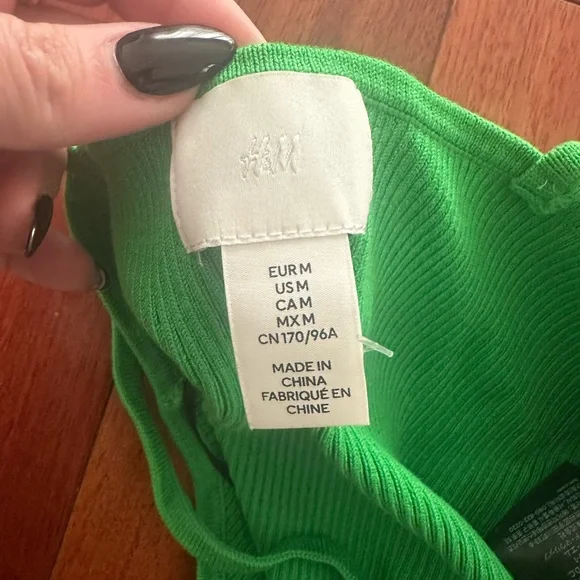 H&M
EUR M
US M
CA M
MX M
CN 170/96A
MADE IN
CHINA
FABRIQUÉ EN
CHINE